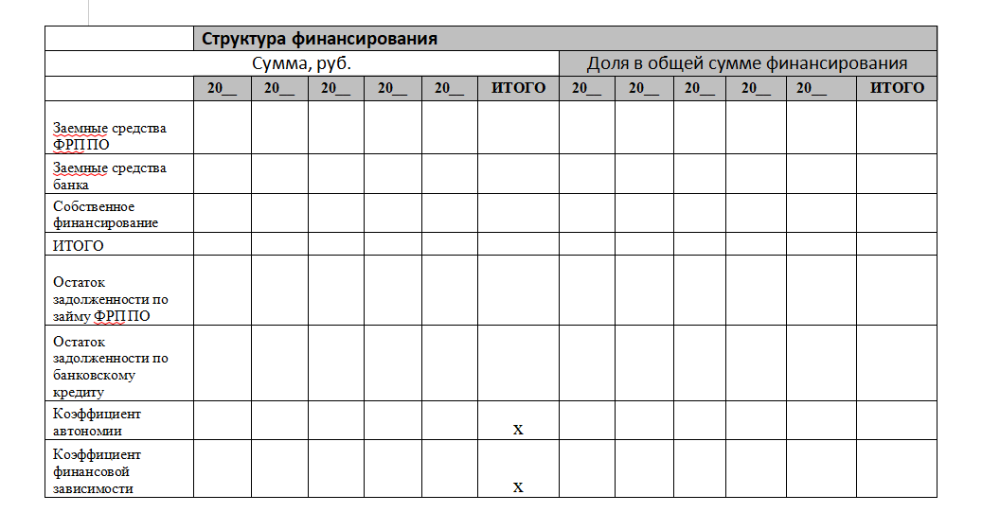 Структура финансирования
Сумма, руб. Доля в общей сумме финансирования
20__ 20__ 20__ 20__ 20__ ИТОГО 20__ 20__ 20__ 20__ 20__ ИТОГО
Заемные средства
ФРП ПО
Заемные средства
банка
Собственное
финансирование
ИТОГО
Остаток
задолженности по
займу ФРП ПО
Остаток
задолженности по
банковскому
кредиту
Коэффициент
автономии Х
Коэффициент
финансовой
зависимости Х